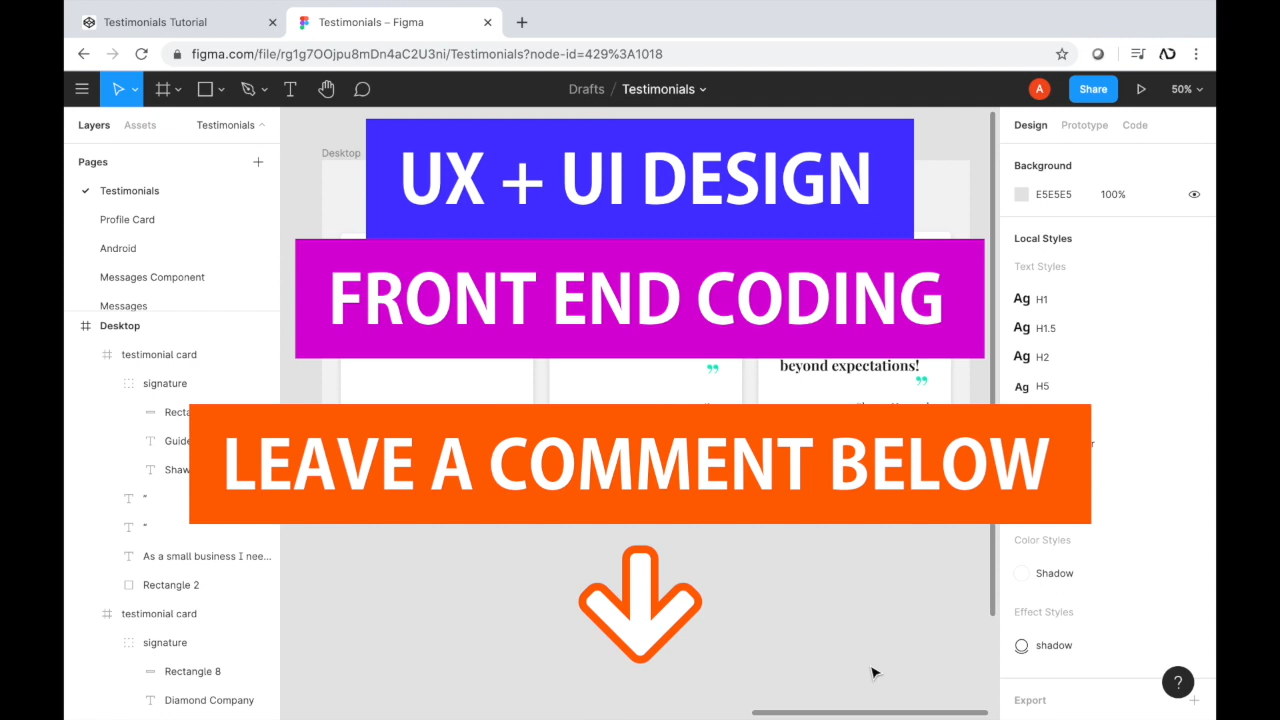 Testimonials Tutorial
Testimonials – Figma
figma.com/file/rg1g7OOjpu8mDn4aC2U3ni/Testimonials?node-id=429%3A1018
Drafts / Testimonials
A
Share
50%
Layers
Assets
Testimonials
Pages
Testimonials
Profile Card
Android
Messages Component
Messages
Desktop
testimonial card
signature
Recta
Guide
Shaw
“
“
As a small business I nee...
Rectangle 2
testimonial card
signature
Rectangle 8
Diamond Company
Desktop
UX + UI DESIGN
FRONT END CODING
beyond expectations!
”
”
LEAVE A COMMENT BELOW
Design
Prototype
Code
Background
E5E5E5
100%
Local Styles
Text Styles
Ag H1
Ag H1.5
Ag H2
Ag H5
Color Styles
Shadow
Effect Styles
shadow
Export
?